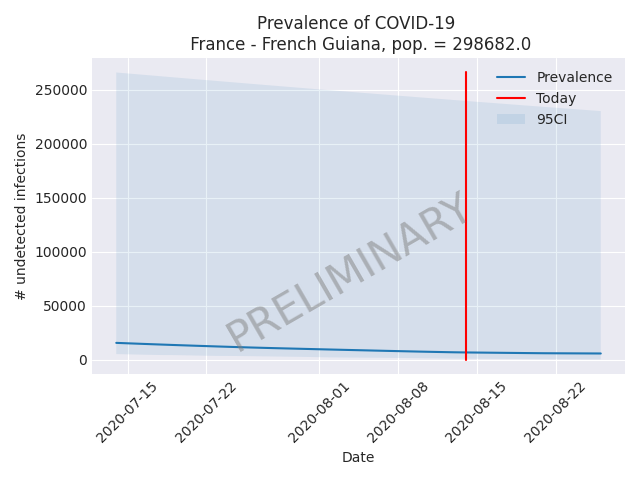 Prevalence of COVID-19
France - French Guiana, pop. = 298682.0
Prevalence
Today
95CI
250000
200000
150000
100000
50000
0
# undetected infections
PRELIMINARY
2020-07-15
2020-07-22
2020-08-01
2020-08-08
2020-08-15
2020-08-22
Date